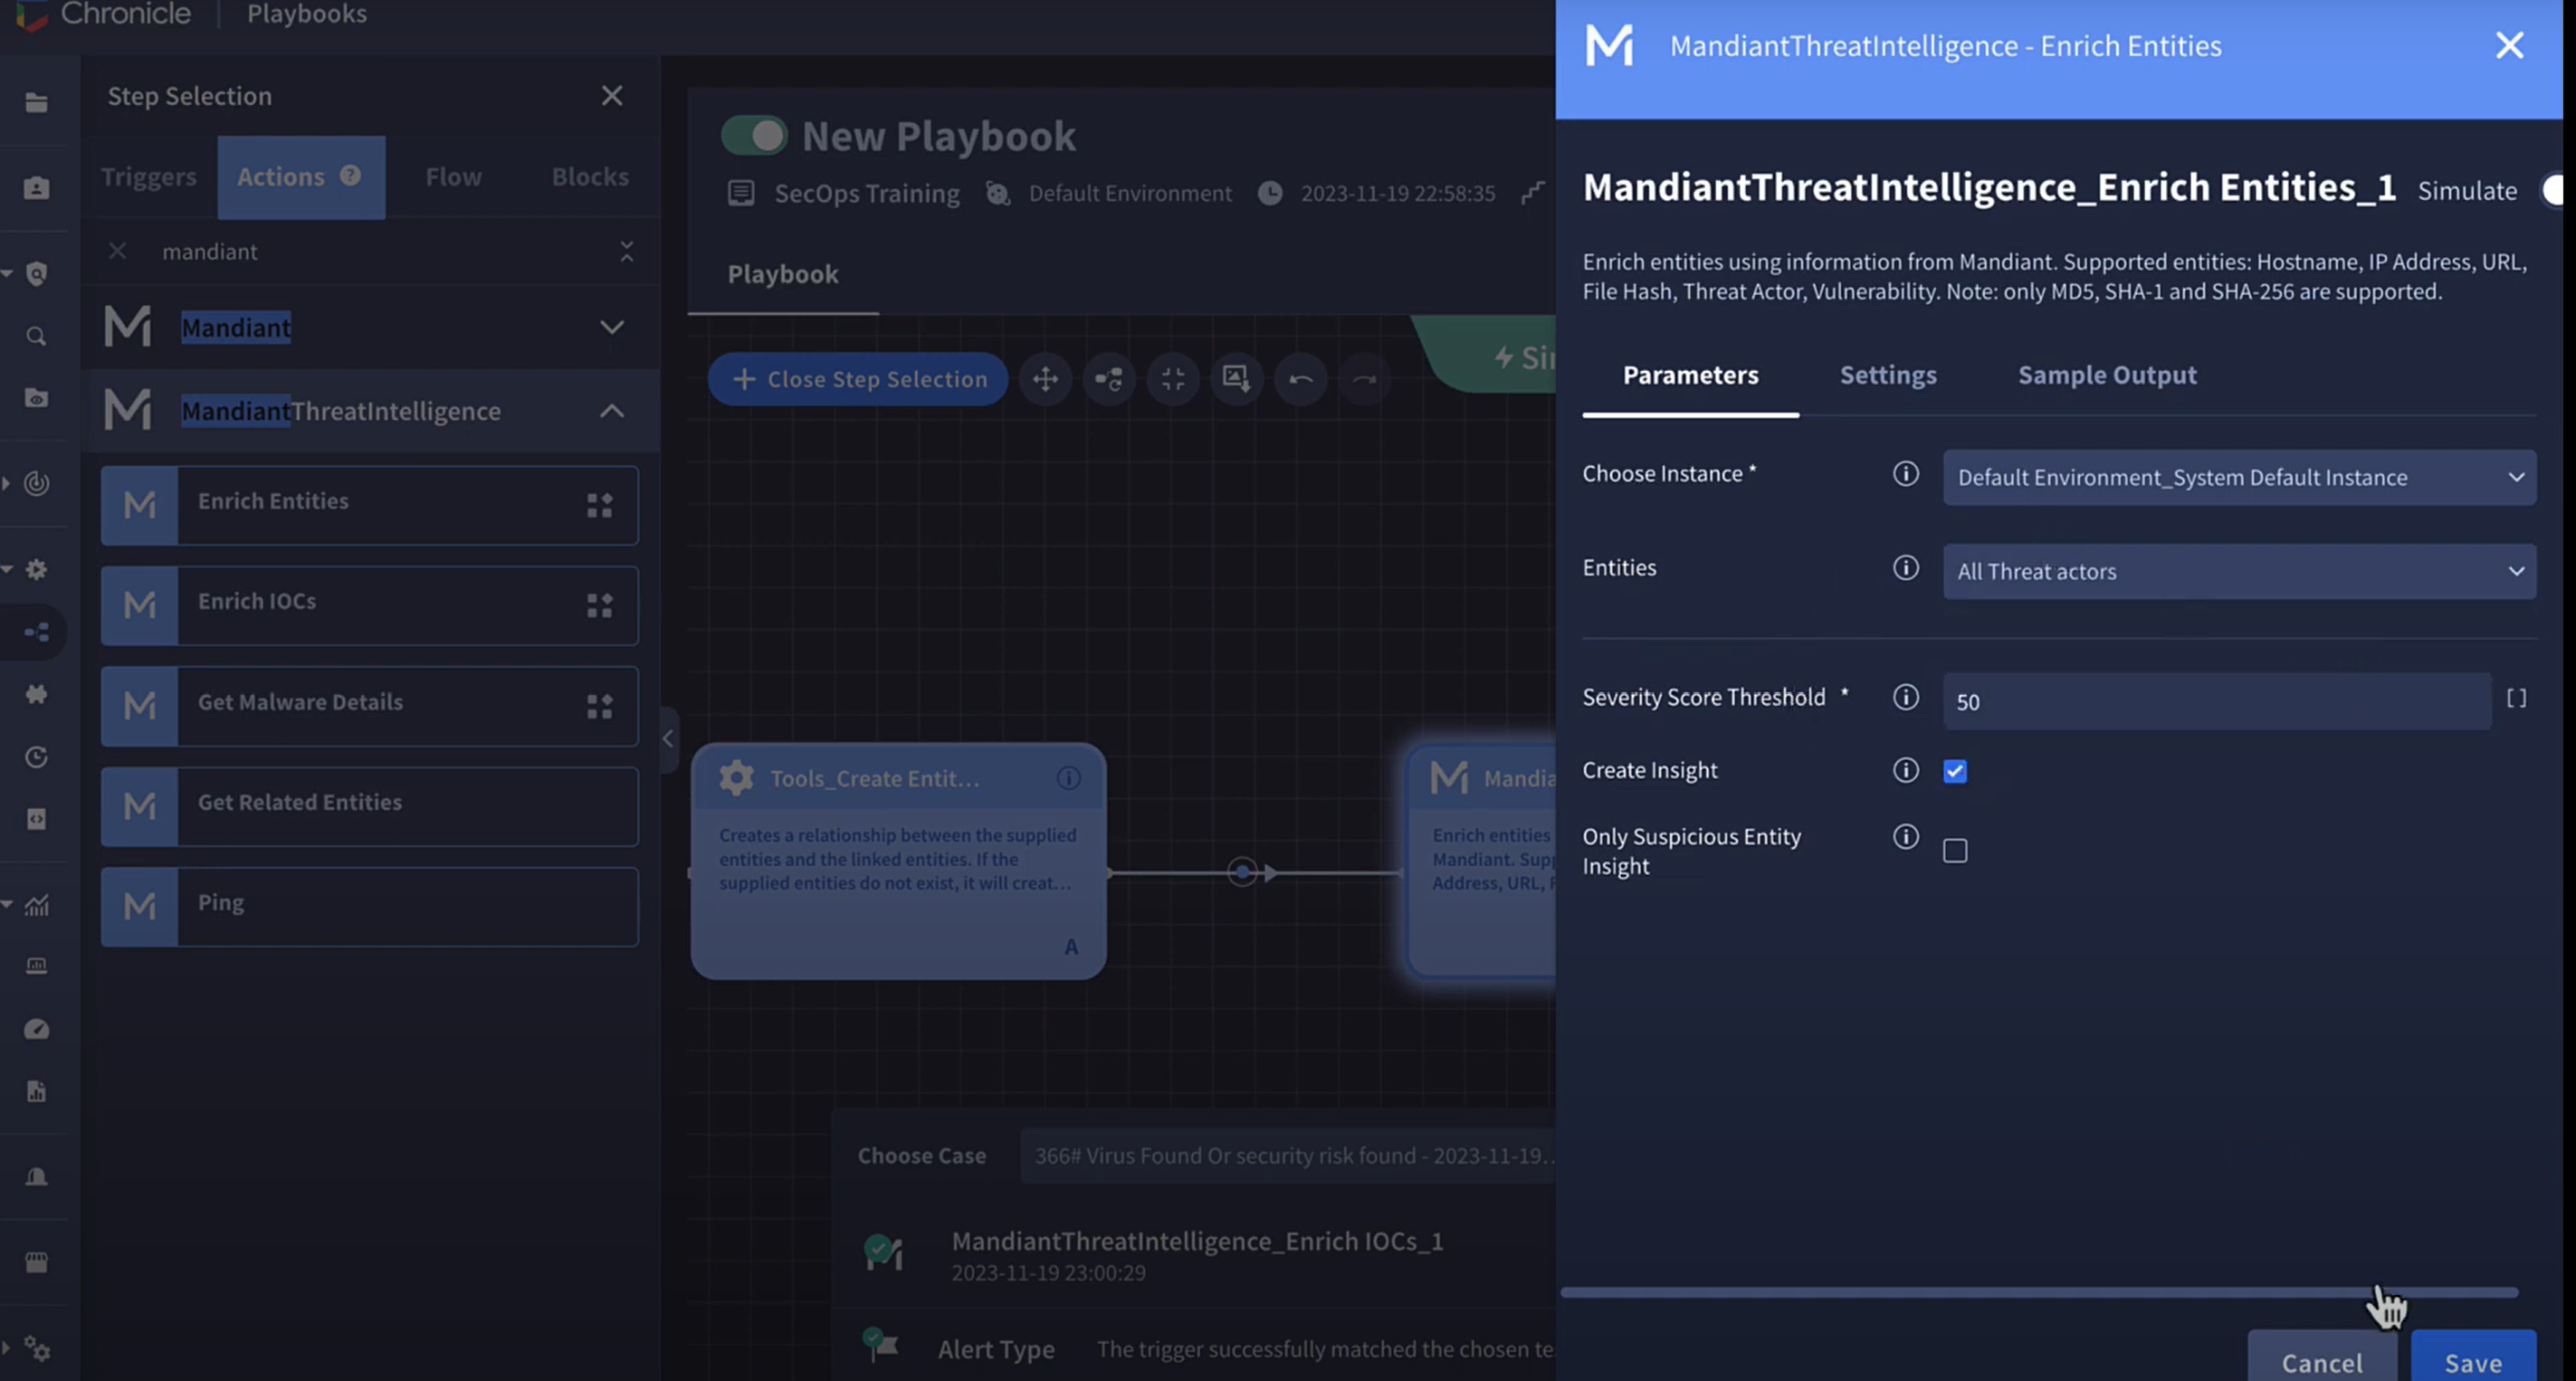 Chronicle
Playbooks
Step Selection
Triggers
Actions
?
Flow
Blocks
mandiant
Mandiant
MandiantThreatIntelligence
Enrich Entities
Enrich IOCs
Get Malware Details
Get Related Entities
Ping
New Playbook
SecOps Training
Default Environment
2023-11-19 22:58:35
Playbook
+ Close Step Selection
Tools_Create Entit...
Creates a relationship between the supplied
entities and the linked entities. If the
supplied entities do not exist, it will creat...
A
Enrich entities
Mandiant.
Address, URL,
Choose Case
366# Virus Found Or security risk found - 2023-11-19...
MandiantThreatIntelligence_Enrich IOCs_1
2023-11-19 23:00:29
Alert Type
The trigger successfully matched the chosen
MandiantThreatIntelligence - Enrich Entities
MandiantThreatIntelligence_Enrich Entities_1
Simulate
Enrich entities using information from Mandiant. Supported entities: Hostname, IP Address, URL,
File Hash, Threat Actor, Vulnerability. Note: only MD5, SHA-1 and SHA-256 are supported.
Parameters
Settings
Sample Output
Choose Instance *
Default Environment_System Default Instance
Entities
All Threat actors
Severity Score Threshold *
50
[ ]
Create Insight
Only Suspicious Entity
Insight
Cancel
Save